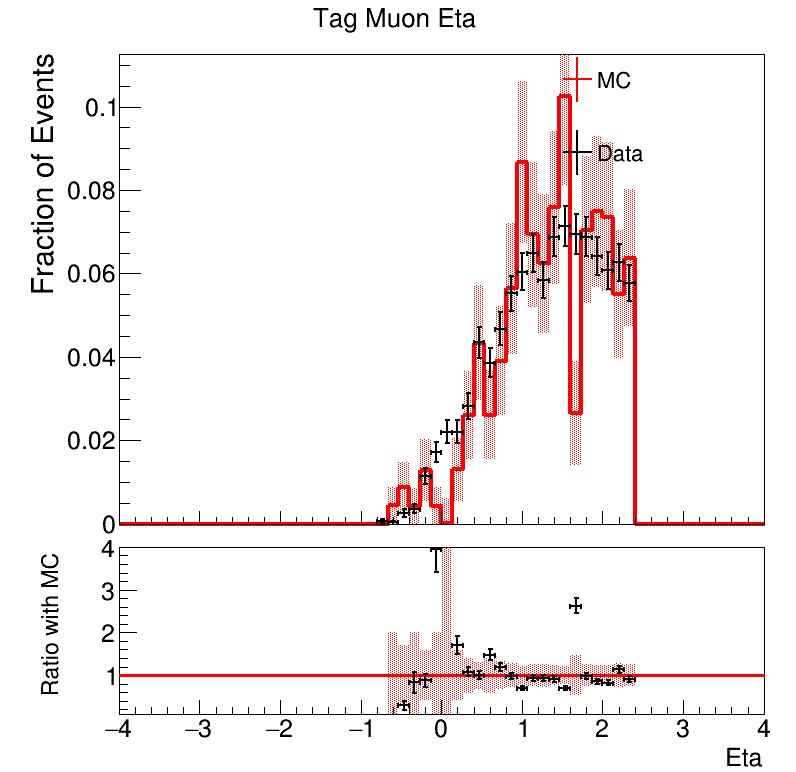 Tag Muon Eta
Fraction of Events
0.1
0.08
0.06
0.04
0.02
0
MC
Data
Ratio with MC
4
3
2
1
−4 −3 −2 −1 0 1 2 3 4
Eta